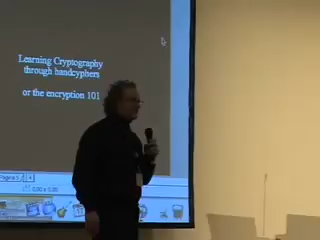 Learning Cryptography
through handcyphers
or the encryption 101